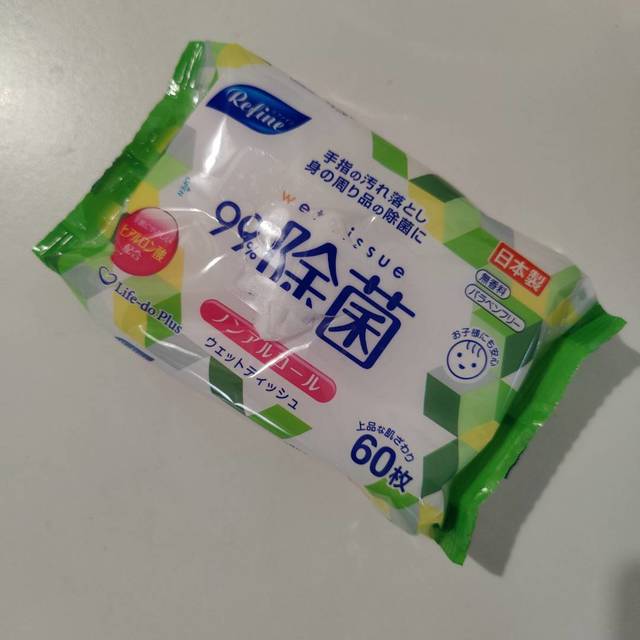 Refine
手指の汚れ落とし
身の周り品の除菌に
wet tissue
99%除菌
ノンアルコール
ウェットティッシュ
日本製
無香料
パラベンフリー
お子様にも安心
ヒアルロン酸
Life-do.Plus
上品な肌ざわり
60枚